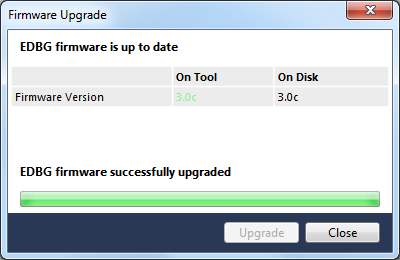 Firmware Upgrade
EDBG firmware is up to date
On Tool On Disk
Firmware Version 3.0c 3.0c
EDBG firmware successfully upgraded
Upgrade Close